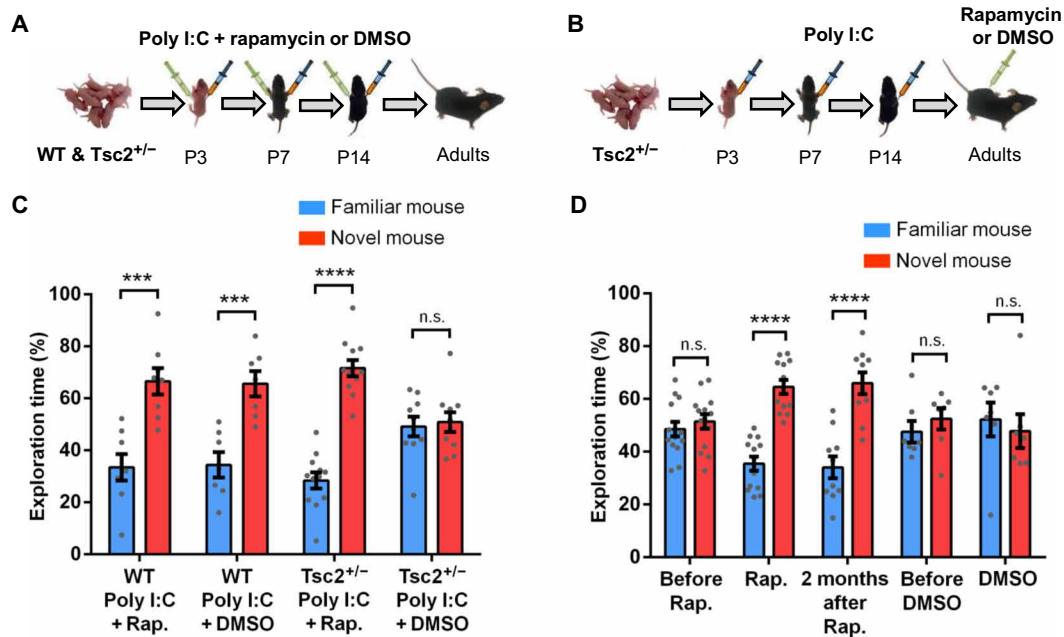 A
Poly I:C + rapamycin or DMSO
WT & Tsc2+/−
P3
P7
P14
Adults
B
Poly I:C
Rapamycin
or DMSO
Tsc2+/−
P3
P7
P14
Adults
C
Familiar mouse
Novel mouse
Exploration time (%)
100
80
60
40
20
0
***
***
****
n.s.
WT
Poly I:C
+ Rap.
WT
Poly I:C
+ DMSO
Tsc2+/−
Poly I:C
+ Rap.
Tsc2+/−
Poly I:C
+ DMSO
D
Familiar mouse
Novel mouse
Exploration time (%)
100
80
60
40
20
0
n.s.
****
****
n.s.
n.s.
Before
Rap.
Rap.
2 months
after
Rap.
Before
DMSO
DMSO